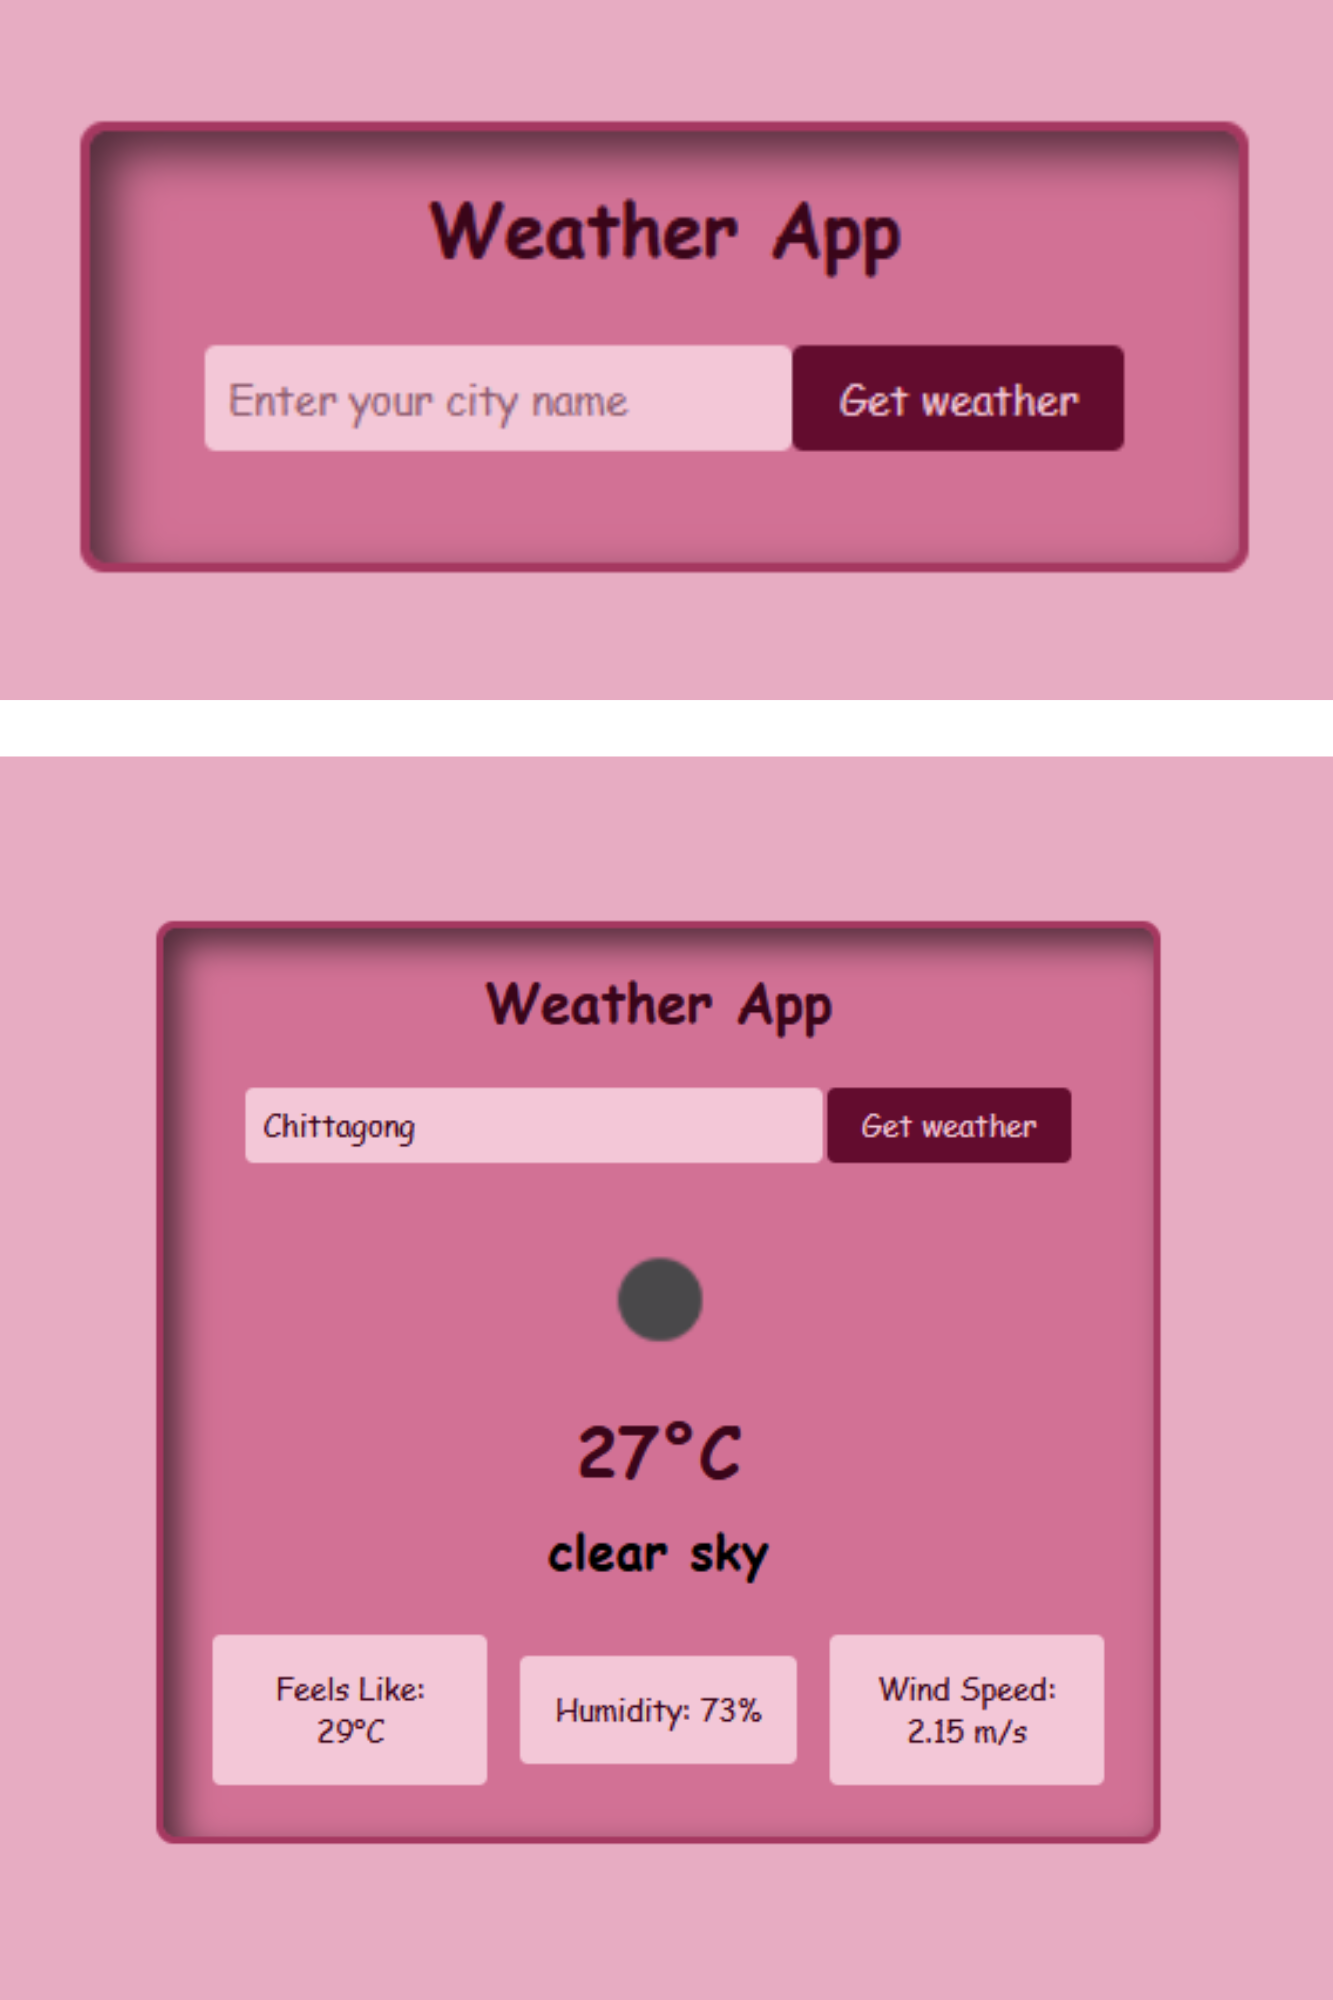 Weather App
Enter your city name
Get weather
Weather App
Chittagong
Get weather
27°C
clear sky
Feels Like:
29°C
Humidity: 73%
Wind Speed:
2.15 m/s